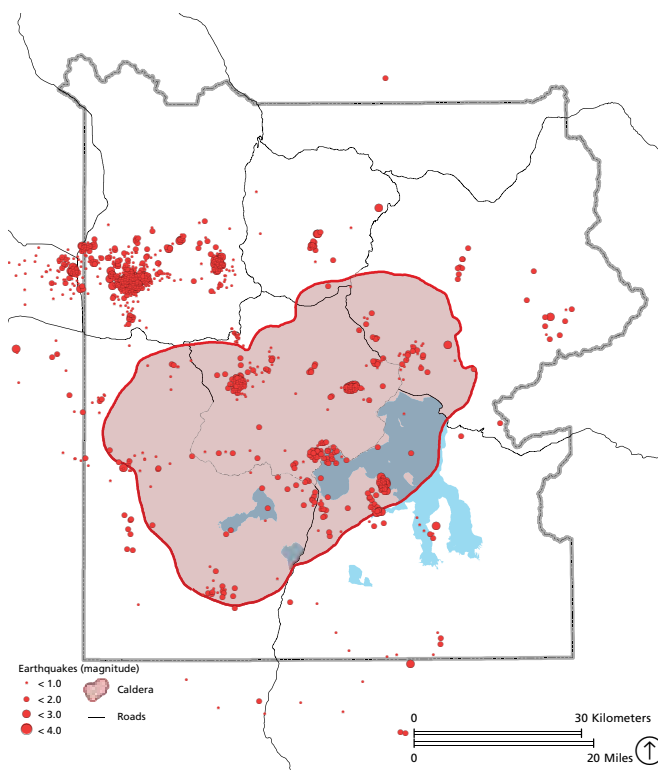 Earthquakes (magnitude)
< 1.0
< 2.0
< 3.0
< 4.0
Caldera
Roads
0 30 Kilometers
0 20 Miles